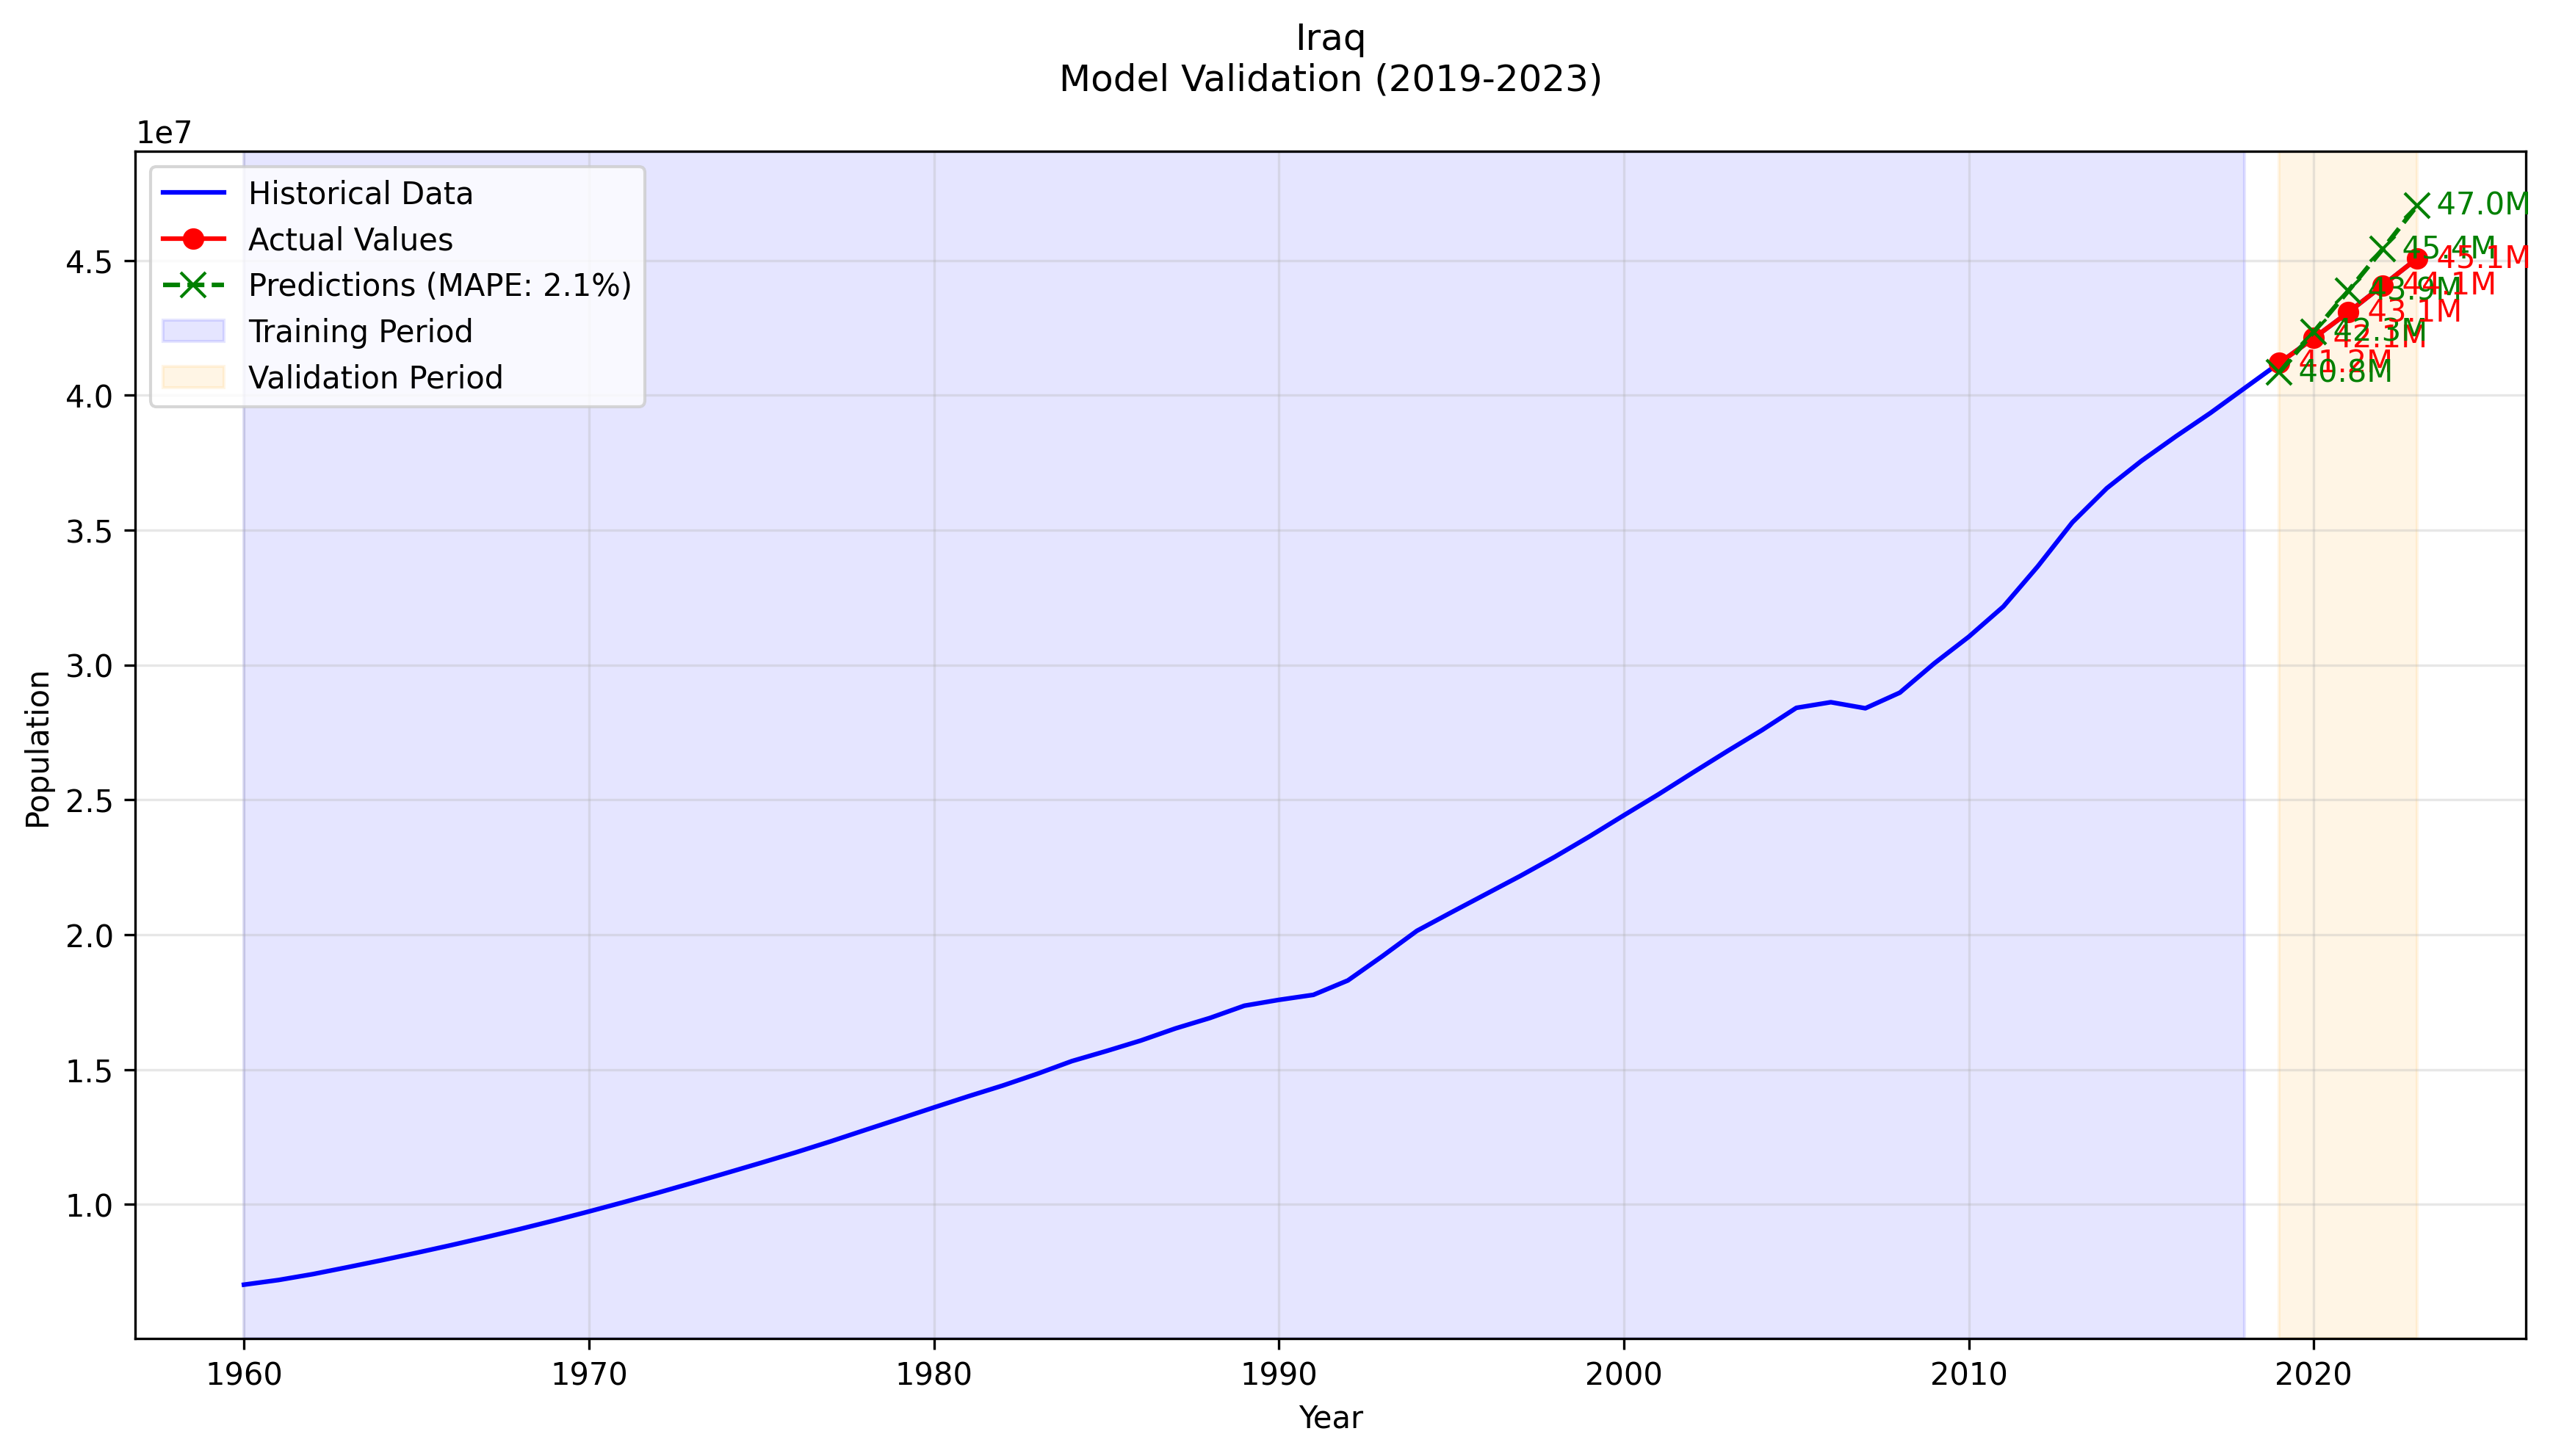 Iraq
Model Validation (2019-2023)
1e7
Historical Data
Actual Values
Predictions (MAPE: 2.1%)
Training Period
Validation Period
47.0M
45.4M
45.1M
44.1M
43.9M
43.1M
42.3M
42.1M
41.2M
40.8M
4.5
4.0
3.5
3.0
2.5
2.0
1.5
1.0
Population
1960 1970 1980 1990 2000 2010 2020
Year